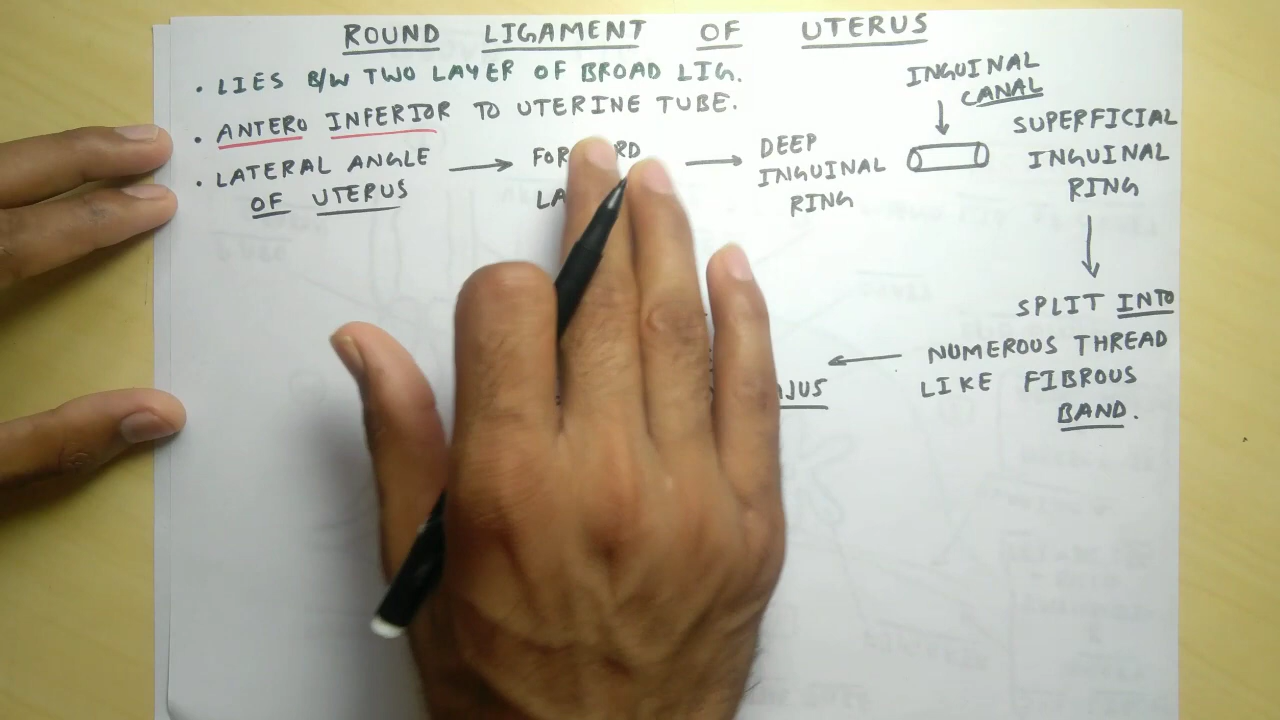 ROUND LIGAMENT OF UTERUS
• LIES B/W TWO LAYER OF BROAD LIG.
• ANTERO INFERIOR TO UTERINE TUBE.
• LATERAL ANGLE OF UTERUS →
→ DEEP INGUINAL RING
INGUINAL CANAL
↓
SUPERFICIAL INGUINAL RING
↓
SPLIT INTO
← NUMEROUS THREAD
LIKE FIBROUS
BAND.